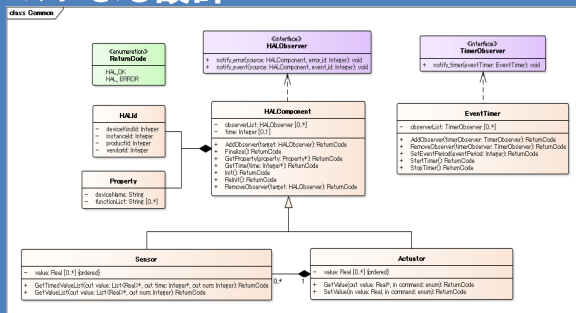 class Common
«enumeration»
ReturnCode
HAL_OK
HAL_ERROR
«interface»
HALObserver
+ notify_error(source: HALComponent, error_id: Integer): void
+ notify_event(source: HALComponent, event_id: Integer): void
«interface»
TimerObserver
+ notify_timer(eventTimer: EventTimer): void
HALId
- deviceKindId: Integer
- instanceId: Integer
- productId: Integer
- vendorId: Integer
Property
- deviceName: String
- functionList: String [0..*]
HALComponent
- observerList: HALObserver [0..*]
- time: Integer [0..1]
+ AddObserver(target: HALObserver): ReturnCode
+ Finalize(): ReturnCode
+ GetProperty(property: Property*): ReturnCode
+ GetTime(time: Integer*): ReturnCode
+ Init(): ReturnCode
+ ReInit(): ReturnCode
+ RemoveObserver(target: HALObserver): ReturnCode
EventTimer
- observerList: TimerObserver [0..*]
+ AddObserver(timerObserver: TimerObserver): ReturnCode
+ RemoveObserver(timerObserver: TimerObserver): ReturnCode
+ SetEventPeriod(eventPeriod: Integer): ReturnCode
+ StartTimer(): ReturnCode
+ StopTimer(): ReturnCode
Sensor
- value: Real [0..*] {ordered}
+ GetTimedValueList(out value: List<Real>*, out time: Integer*, out num: Integer): ReturnCode
+ GetValueList(out value: List<Real>*, out num: Integer): ReturnCode
0..*
1
Actuator
- value: Real [0..*] {ordered}
+ GetValue(out value: Real*, in command: enum): ReturnCode
+ SetValue(in value: Real, in command: enum): ReturnCode